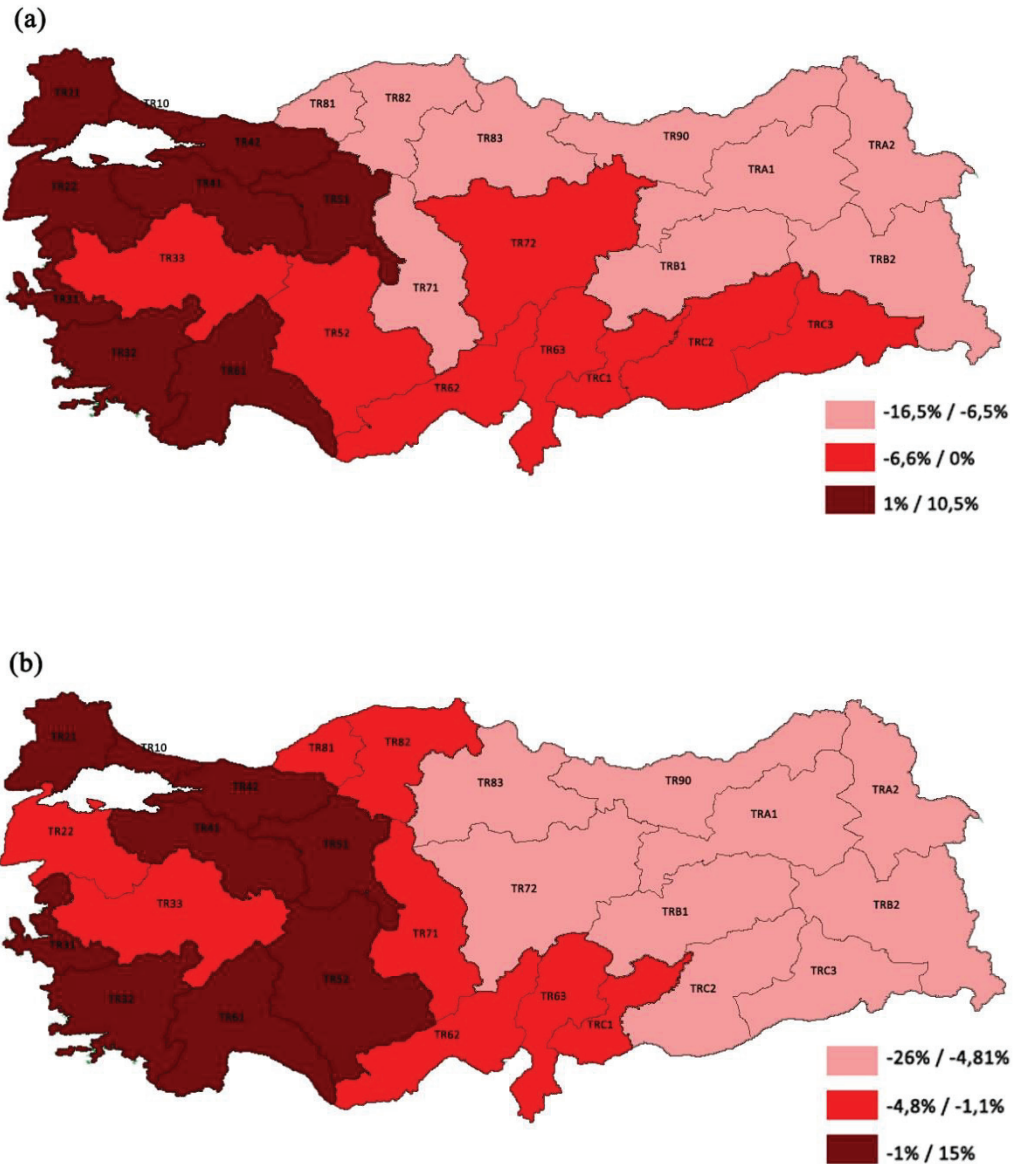 (a)
TR21
TR10
TR81
TR82
TR42
TR83
TR90
TRA2
TRA1
TR22
TR41
TR51
TR33
TR72
TRB1
TRB2
TR71
TR31
TR52
TRC3
TR32
TR63
TRC2
TR61
TR62
TRC1
-16,5% / -6,5%
-6,6% / 0%
1% / 10,5%
(b)
TR21
TR10
TR81
TR82
TR42
TR83
TR90
TRA2
TRA1
TR22
TR41
TR51
TR33
TR72
TRB1
TRB2
TR71
TR31
TR52
TRC3
TR32
TR63
TRC2
TR61
TR62
TRC1
-26% / -4,81%
-4,8% / -1,1%
-1% / 15%